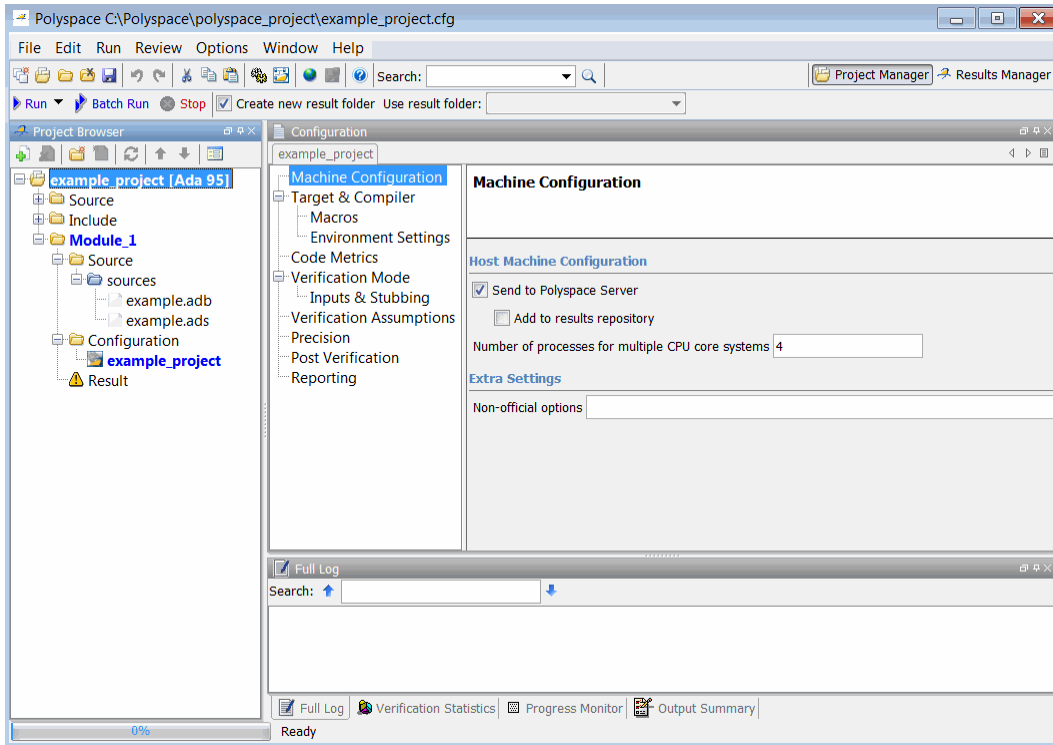 Polyspace C:\Polyspace\polyspace_project\example_project.cfg
File Edit Run Review Options Window Help
Search:
Project Manager Results Manager
Run Batch Run Stop Create new result folder Use result folder:
Project Browser
example_project [Ada 95]
Source
Include
Module_1
Source
sources
example.adb
example.ads
Configuration
example_project
Result
0%
Configuration
example_project
Machine Configuration
Target & Compiler
Macros
Environment Settings
Code Metrics
Verification Mode
Inputs & Stubbing
Verification Assumptions
Precision
Post Verification
Reporting
Machine Configuration
Host Machine Configuration
Send to Polyspace Server
Add to results repository
Number of processes for multiple CPU core systems 4
Extra Settings
Non-official options
Full Log
Search:
Full Log Verification Statistics Progress Monitor Output Summary
Ready